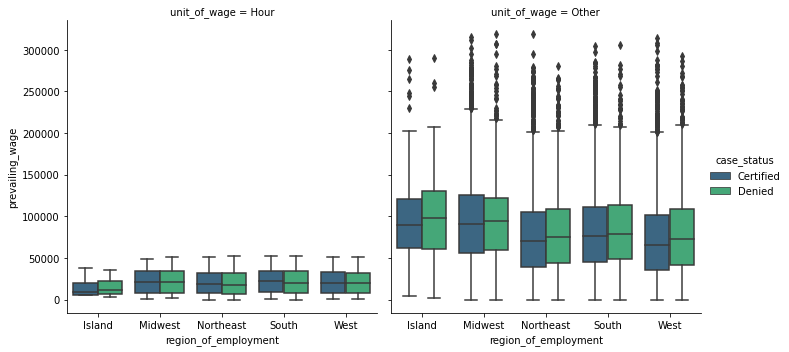 unit_of_wage = Hour
unit_of_wage = Other
prevailing_wage
300000
250000
200000
150000
100000
50000
0
Island Midwest Northeast South West
region_of_employment
Island Midwest Northeast South West
region_of_employment
case_status
Certified
Denied